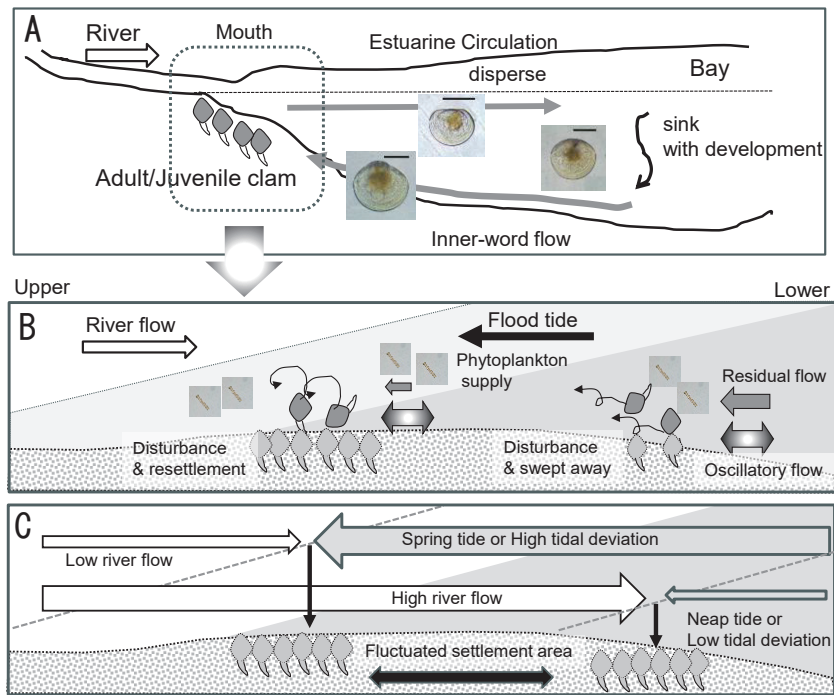 A
River
Mouth
Estuarine Circulation
disperse
Bay
sink
with development
Adult/Juvenile clam
Inner-word flow
Upper
Lower
B
River flow
Flood tide
Phytoplankton
supply
Residual flow
Disturbance
& resettlement
Disturbance
& swept away
Oscillatory flow
C
Low river flow
Spring tide or High tidal deviation
High river flow
Neap tide or
Low tidal deviation
Fluctuated settlement area